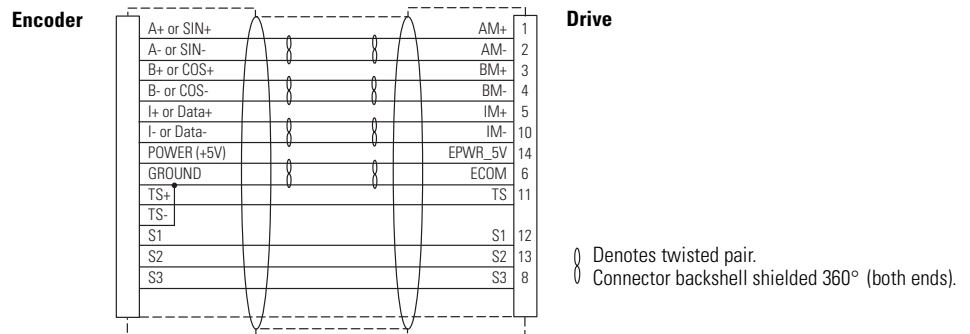 Encoder
Drive
A+ or SIN+ AM+ 1
A- or SIN- AM- 2
B+ or COS+ BM+ 3
B- or COS- BM- 4
I+ or Data+ IM+ 5
I- or Data- IM- 10
POWER (+5V) EPWR_5V 14
GROUND ECOM 6
TS+ TS 11
TS-
S1 S1 12
S2 S2 13
S3 S3 8
Denotes twisted pair.
Connector backshell shielded 360° (both ends).